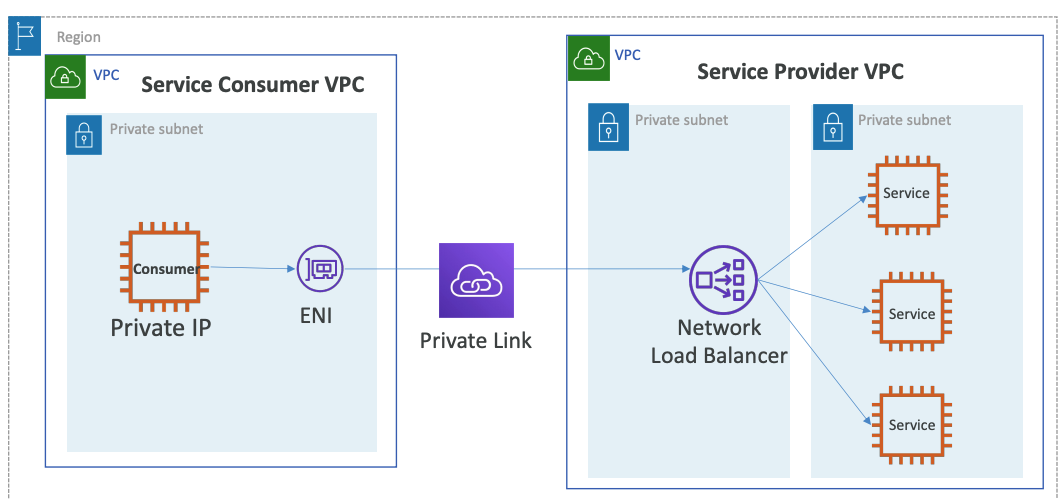 Region
VPC
Service Consumer VPC
Private subnet
Consumer
Private IP
ENI
Private Link
VPC
Service Provider VPC
Private subnet
Network
Load Balancer
Private subnet
Service
Service
Service